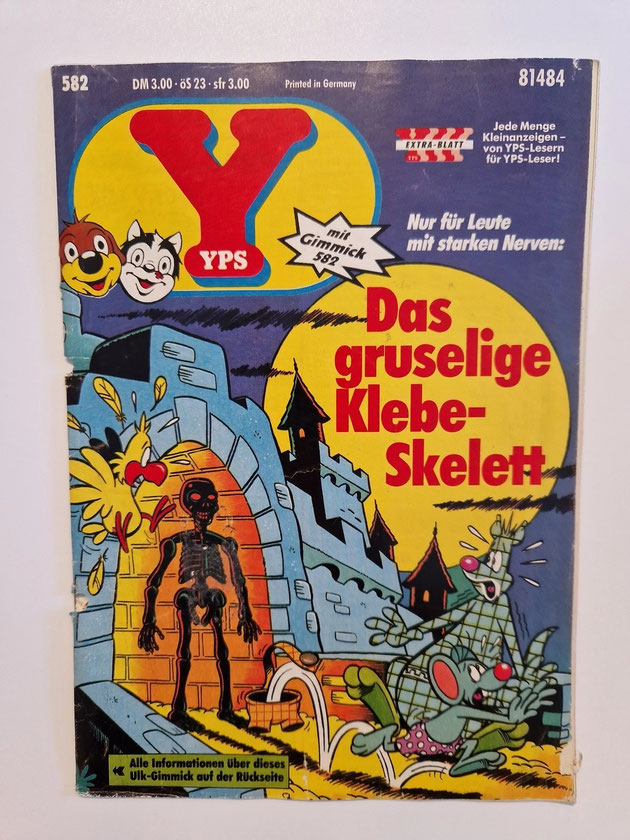 582
DM 3.00 · öS 23 · sfr 3.00
Printed in Germany
81484
Y
YPS
mit
Gimmick
582
EXTRA-BLATT
YPS
Jede Menge
Kleinanzeigen –
von YPS-Lesern
für YPS-Leser!
Nur für Leute
mit starken Nerven:
Das
gruselige
Klebe-
Skelett
Alle Informationen über dieses
Ulk-Gimmick auf der Rückseite